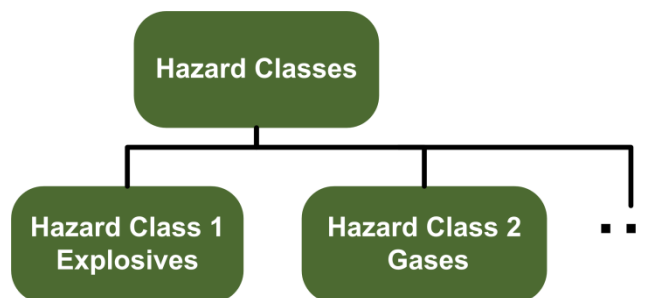 Hazard Classes
Hazard Class 1
Explosives
Hazard Class 2
Gases
..